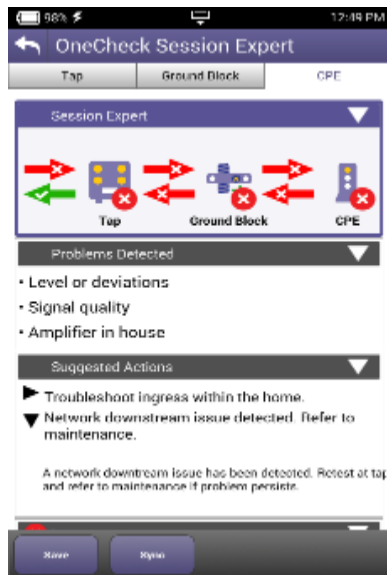 98% 12:49 PM
OneCheck Session Expert
Tap Ground Block CPE
Session Expert
Tap Ground Block CPE
Problems Detected
• Level or deviations
• Signal quality
• Amplifier in house
Suggested Actions
Troubleshoot ingress within the home.
Network downstream issue detected. Refer to
maintenance.
A network downtream issue has been detected. Retest at tap
and refer to maintenance if problem persists.
Save Sync